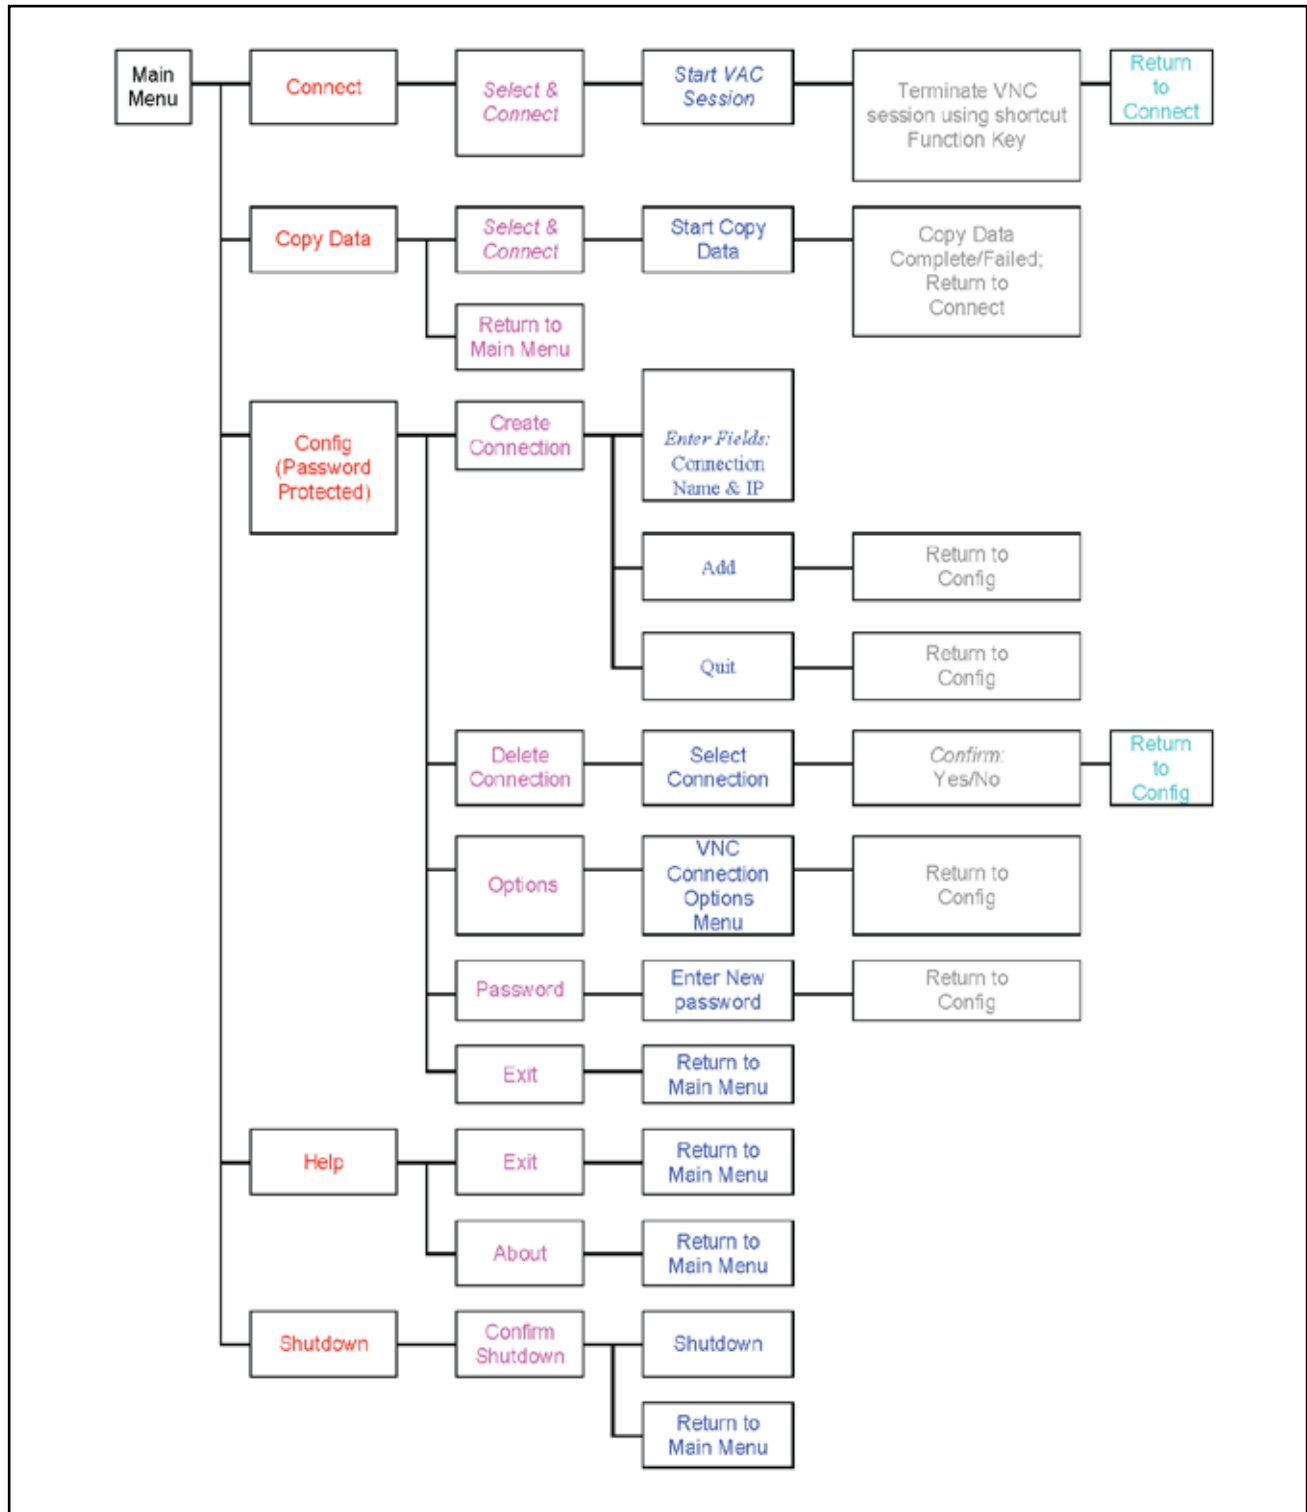 Main
Menu
Connect
Select &
Connect
Start VAC
Session
Terminate VNC
session using shortcut
Function Key
Return
to
Connect
Copy Data
Select &
Connect
Start Copy
Data
Copy Data
Complete/Failed;
Return to
Connect
Return to
Main Menu
Config
(Password
Protected)
Create
Connection
Enter Fields:
Connection
Name & IP
Add
Return to
Config
Quit
Return to
Config
Delete
Connection
Select
Connection
Confirm:
Yes/No
Return
to
Config
Options
VNC
Connection
Options
Menu
Return to
Config
Password
Enter New
password
Return to
Config
Exit
Return to
Main Menu
Help
Exit
Return to
Main Menu
About
Return to
Main Menu
Shutdown
Confirm
Shutdown
Shutdown
Return to
Main Menu